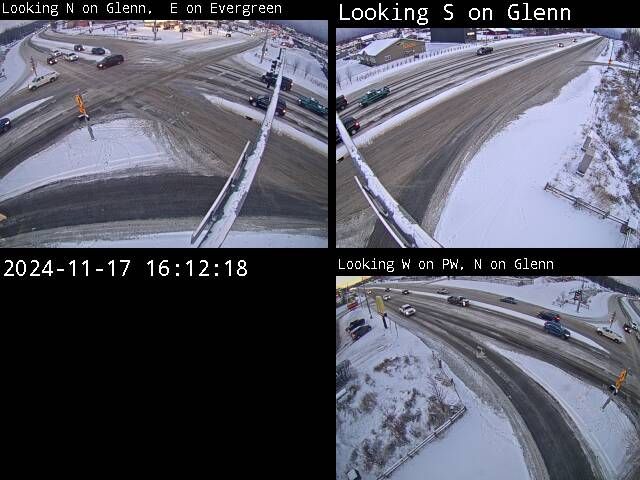 Looking N on Glenn,  E on Evergreen
Looking S on Glenn
2024-11-17 16:12:18
Looking W on PW, N on Glenn